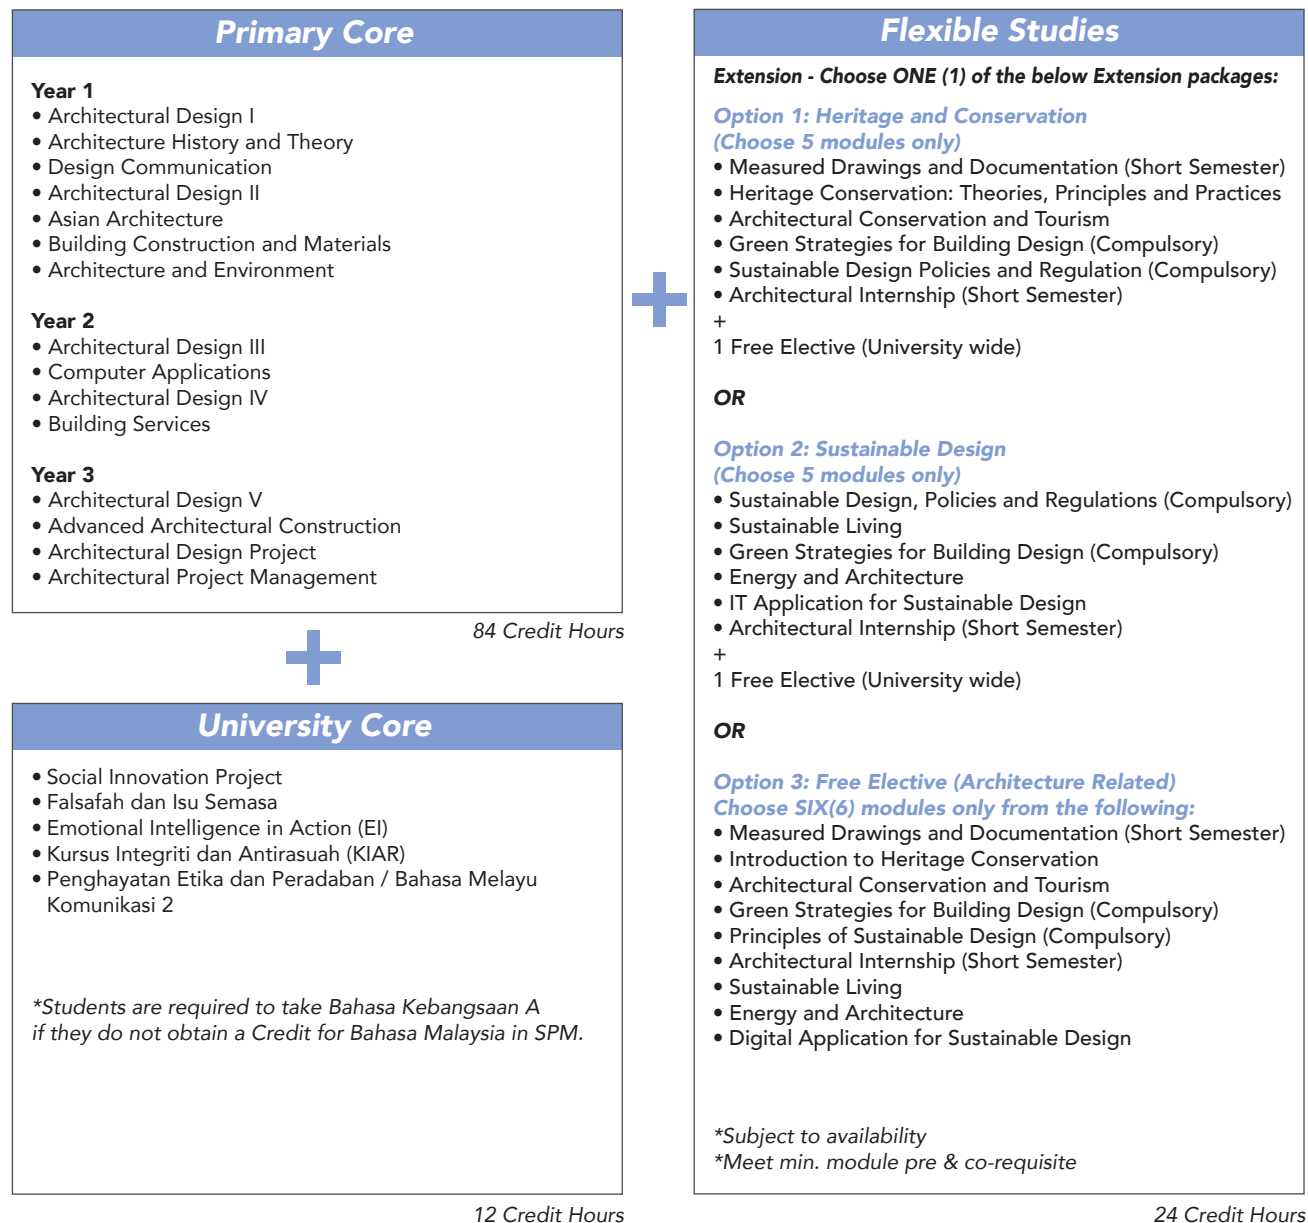 Primary Core
Year 1
• Architectural Design I
• Architecture History and Theory
• Design Communication
• Architectural Design II
• Asian Architecture
• Building Construction and Materials
• Architecture and Environment
Year 2
• Architectural Design III
• Computer Applications
• Architectural Design IV
• Building Services
Year 3
• Architectural Design V
• Advanced Architectural Construction
• Architectural Design Project
• Architectural Project Management
84 Credit Hours
+
University Core
• Social Innovation Project
• Falsafah dan Isu Semasa
• Emotional Intelligence in Action (EI)
• Kursus Integriti dan Antirasuah (KIAR)
• Penghayatan Etika dan Peradaban / Bahasa Melayu
Komunikasi 2
*Students are required to take Bahasa Kebangsaan A
if they do not obtain a Credit for Bahasa Malaysia in SPM.
12 Credit Hours
+
Flexible Studies
Extension - Choose ONE (1) of the below Extension packages:
Option 1: Heritage and Conservation
(Choose 5 modules only)
• Measured Drawings and Documentation (Short Semester)
• Heritage Conservation: Theories, Principles and Practices
• Architectural Conservation and Tourism
• Green Strategies for Building Design (Compulsory)
• Sustainable Design Policies and Regulation (Compulsory)
• Architectural Internship (Short Semester)
+
1 Free Elective (University wide)
OR
Option 2: Sustainable Design
(Choose 5 modules only)
• Sustainable Design, Policies and Regulations (Compulsory)
• Sustainable Living
• Green Strategies for Building Design (Compulsory)
• Energy and Architecture
• IT Application for Sustainable Design
• Architectural Internship (Short Semester)
+
1 Free Elective (University wide)
OR
Option 3: Free Elective (Architecture Related)
Choose SIX(6) modules only from the following:
• Measured Drawings and Documentation (Short Semester)
• Introduction to Heritage Conservation
• Architectural Conservation and Tourism
• Green Strategies for Building Design (Compulsory)
• Principles of Sustainable Design (Compulsory)
• Architectural Internship (Short Semester)
• Sustainable Living
• Energy and Architecture
• Digital Application for Sustainable Design
*Subject to availability
*Meet min. module pre & co-requisite
24 Credit Hours